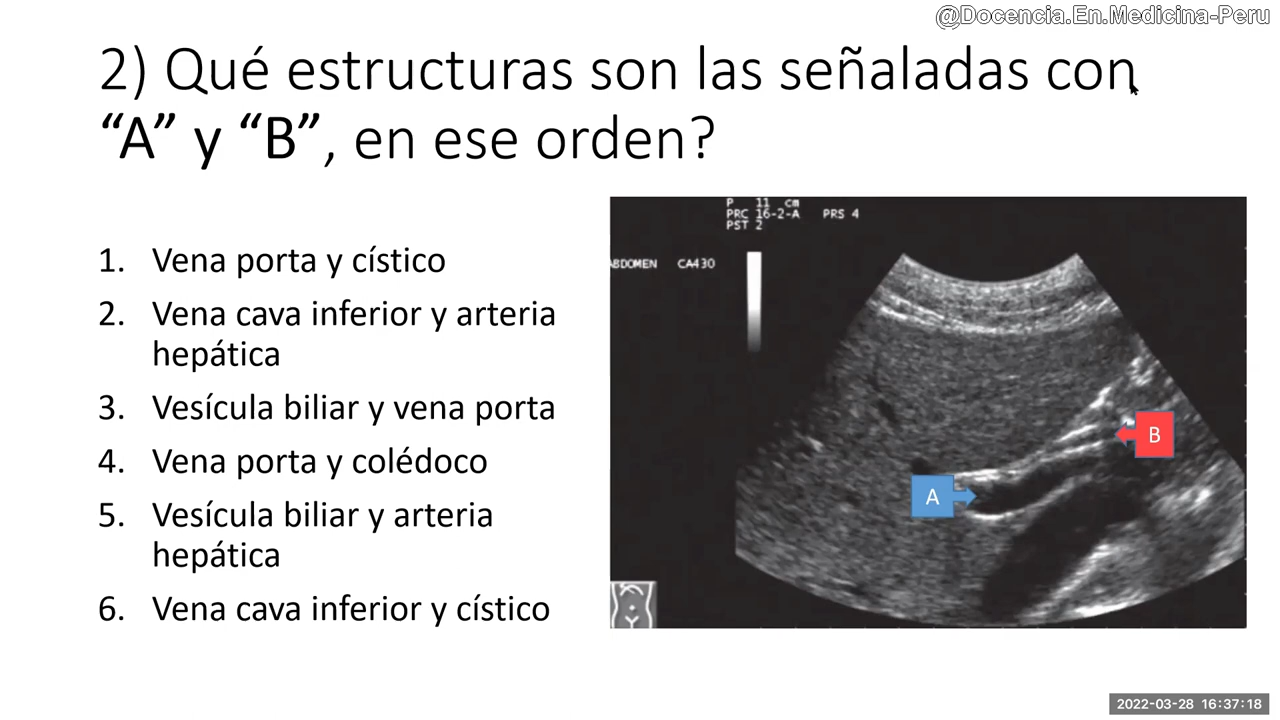 @Docencia.En.Medicina-Peru
2) Qué estructuras son las señaladas con
“A” y “B”, en ese orden?
1. Vena porta y cístico
2. Vena cava inferior y arteria
hepática
3. Vesícula biliar y vena porta
4. Vena porta y colédoco
5. Vesícula biliar y arteria
hepática
6. Vena cava inferior y cístico
P 11 cm
PRC 16-2-A PRS 4
PST 2
ABDOMEN CA430
B
A
2022-03-28 16:37:18